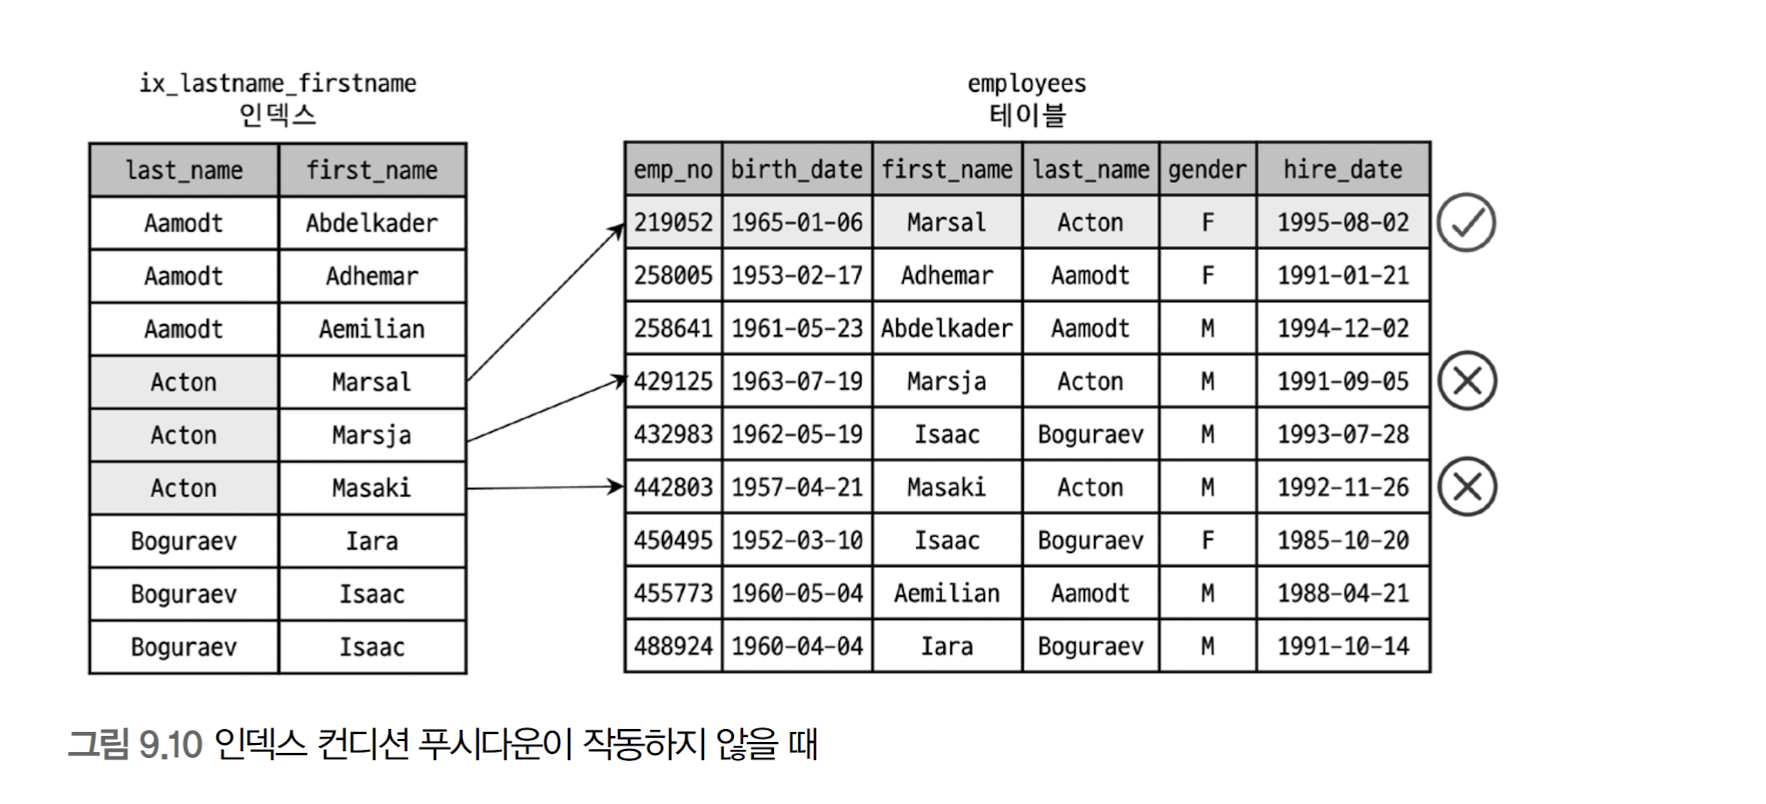 ix_lastname_firstname
인덱스
last_name first_name
Aamodt Abdelkader
Aamodt Adhemar
Aamodt Aemilian
Acton Marsal
Acton Marsja
Acton Masaki
Boguraev Iara
Boguraev Isaac
Boguraev Isaac
employees
테이블
emp_no birth_date first_name last_name gender hire_date
219052 1965-01-06 Marsal Acton F 1995-08-02
258005 1953-02-17 Adhemar Aamodt F 1991-01-21
258641 1961-05-23 Abdelkader Aamodt M 1994-12-02
429125 1963-07-19 Marsja Acton M 1991-09-05
432983 1962-05-19 Isaac Boguraev M 1993-07-28
442803 1957-04-21 Masaki Acton M 1992-11-26
450495 1952-03-10 Isaac Boguraev F 1985-10-20
455773 1960-05-04 Aemilian Aamodt M 1988-04-21
488924 1960-04-04 Iara Boguraev M 1991-10-14
그림 9.10 인덱스 컨디션 푸시다운이 작동하지 않을 때